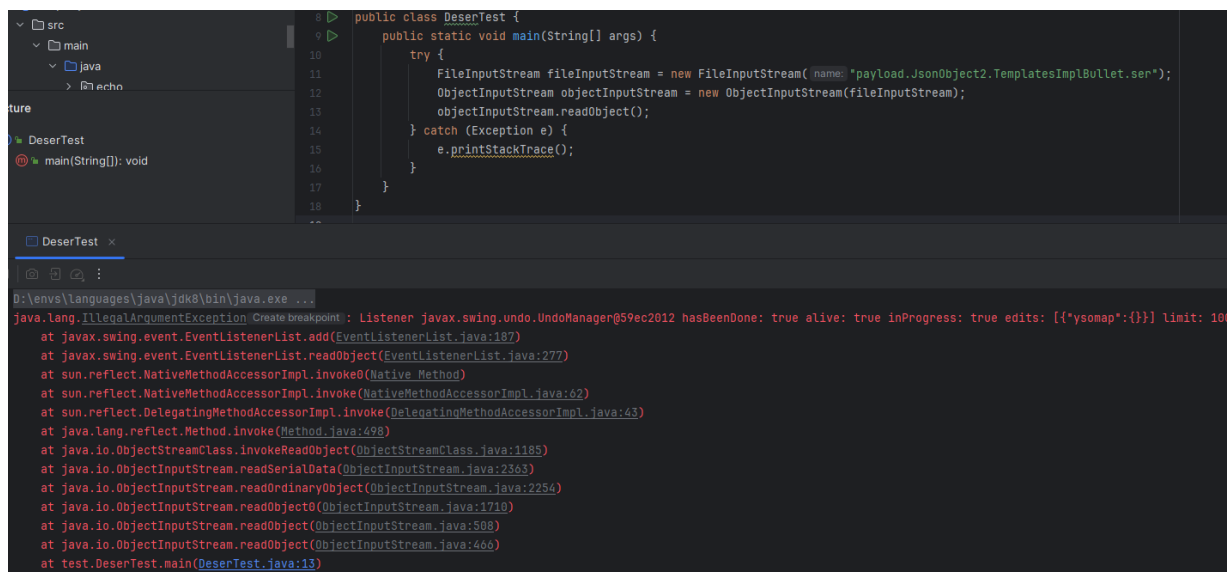 src
main
java
echo
cture
DeserTest
main(String[]): void
8 public class DeserTest {
9 public static void main(String[] args) {
10 try {
11 FileInputStream fileInputStream = new FileInputStream( name: "payload.JsonObject2.TemplatesImplBullet.ser");
12 ObjectInputStream objectInputStream = new ObjectInputStream(fileInputStream);
13 objectInputStream.readObject();
14 } catch (Exception e) {
15 e.printStackTrace();
16 }
17 }
18 }
DeserTest ×
D:\envs\languages\java\jdk8\bin\java.exe ...
java.lang.IllegalArgumentException Create breakpoint : Listener javax.swing.undo.UndoManager@59ec2012 hasBeenDone: true alive: true inProgress: true edits: [{"ysomap":{}}] limit: 100
at javax.swing.event.EventListenerList.add(EventListenerList.java:187)
at javax.swing.event.EventListenerList.readObject(EventListenerList.java:277)
at sun.reflect.NativeMethodAccessorImpl.invoke0(Native Method)
at sun.reflect.NativeMethodAccessorImpl.invoke(NativeMethodAccessorImpl.java:62)
at sun.reflect.DelegatingMethodAccessorImpl.invoke(DelegatingMethodAccessorImpl.java:43)
at java.lang.reflect.Method.invoke(Method.java:498)
at java.io.ObjectStreamClass.invokeReadObject(ObjectStreamClass.java:1185)
at java.io.ObjectInputStream.readSerialData(ObjectInputStream.java:2363)
at java.io.ObjectInputStream.readOrdinaryObject(ObjectInputStream.java:2254)
at java.io.ObjectInputStream.readObject0(ObjectInputStream.java:1710)
at java.io.ObjectInputStream.readObject(ObjectInputStream.java:508)
at java.io.ObjectInputStream.readObject(ObjectInputStream.java:466)
at test.DeserTest.main(DeserTest.java:13)